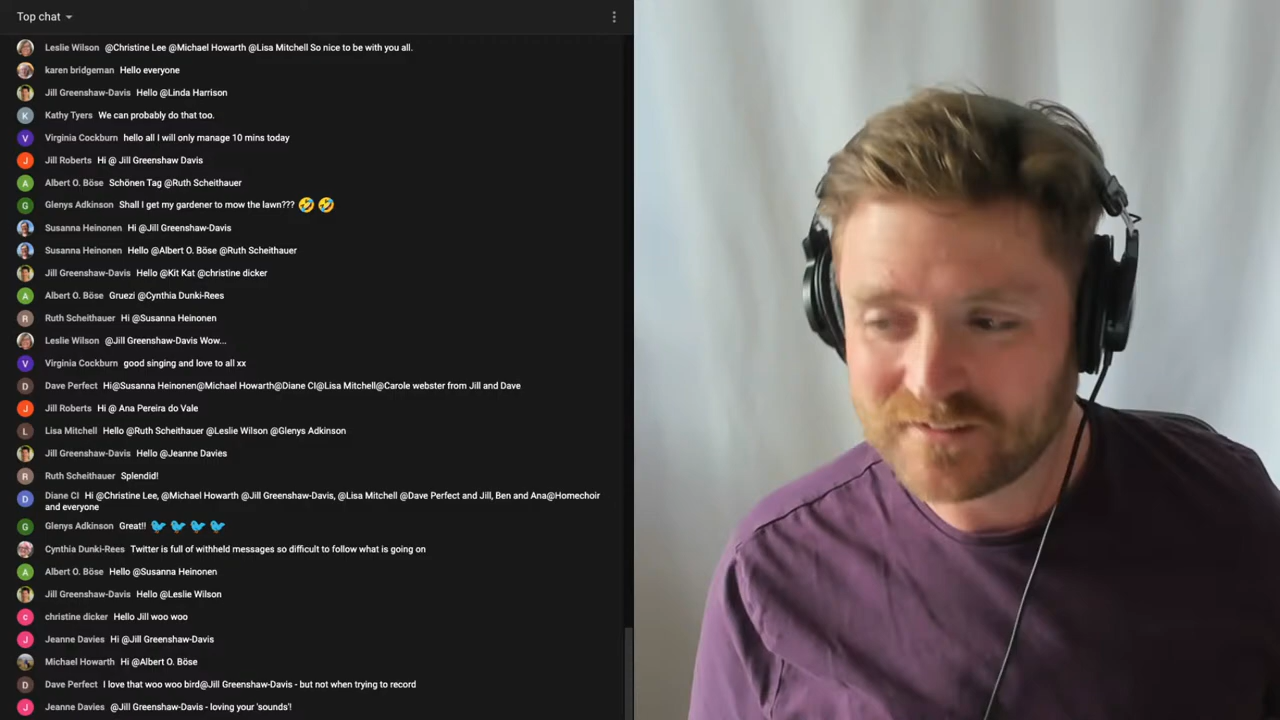 Top chat
Leslie Wilson @Christine Lee @Michael Howarth @Lisa Mitchell So nice to be with you all.
karen bridgeman Hello everyone
Jill Greenshaw-Davis Hello @Linda Harrison
K Kathy Tyers We can probably do that too.
V Virginia Cockburn hello all I will only manage 10 mins today
J Jill Roberts Hi @ Jill Greenshaw Davis
A Albert O. Böse Schönen Tag @Ruth Scheithauer
G Glenys Adkinson Shall I get my gardener to mow the lawn??? 🤣 🤣
Susanna Heinonen Hi @Jill Greenshaw-Davis
Susanna Heinonen Hello @Albert O. Böse @Ruth Scheithauer
Jill Greenshaw-Davis Hello @Kit Kat @christine dicker
A Albert O. Böse Gruezi @Cynthia Dunki-Rees
R Ruth Scheithauer Hi @Susanna Heinonen
Leslie Wilson @Jill Greenshaw-Davis Wow...
V Virginia Cockburn good singing and love to all xx
D Dave Perfect Hi@Susanna Heinonen@Michael Howarth@Diane Cl@Lisa Mitchell@Carole webster from Jill and Dave
J Jill Roberts Hi @ Ana Pereira do Vale
L Lisa Mitchell Hello @Ruth Scheithauer @Leslie Wilson @Glenys Adkinson
Jill Greenshaw-Davis Hello @Jeanne Davies
R Ruth Scheithauer Splendid!
D Diane Cl Hi @Christine Lee, @Michael Howarth @Jill Greenshaw-Davis, @Lisa Mitchell @Dave Perfect and Jill, Ben and Ana@Homechoir
and everyone
G Glenys Adkinson Great!! 🐦 🐦 🐦 🐦
Cynthia Dunki-Rees Twitter is full of withheld messages so difficult to follow what is going on
A Albert O. Böse Hello @Susanna Heinonen
Jill Greenshaw-Davis Hello @Leslie Wilson
c christine dicker Hello Jill woo woo
J Jeanne Davies Hi @Jill Greenshaw-Davis
Michael Howarth Hi @Albert O. Böse
D Dave Perfect I love that woo woo bird@Jill Greenshaw-Davis - but not when trying to record
J Jeanne Davies @Jill Greenshaw-Davis - loving your 'sounds'!